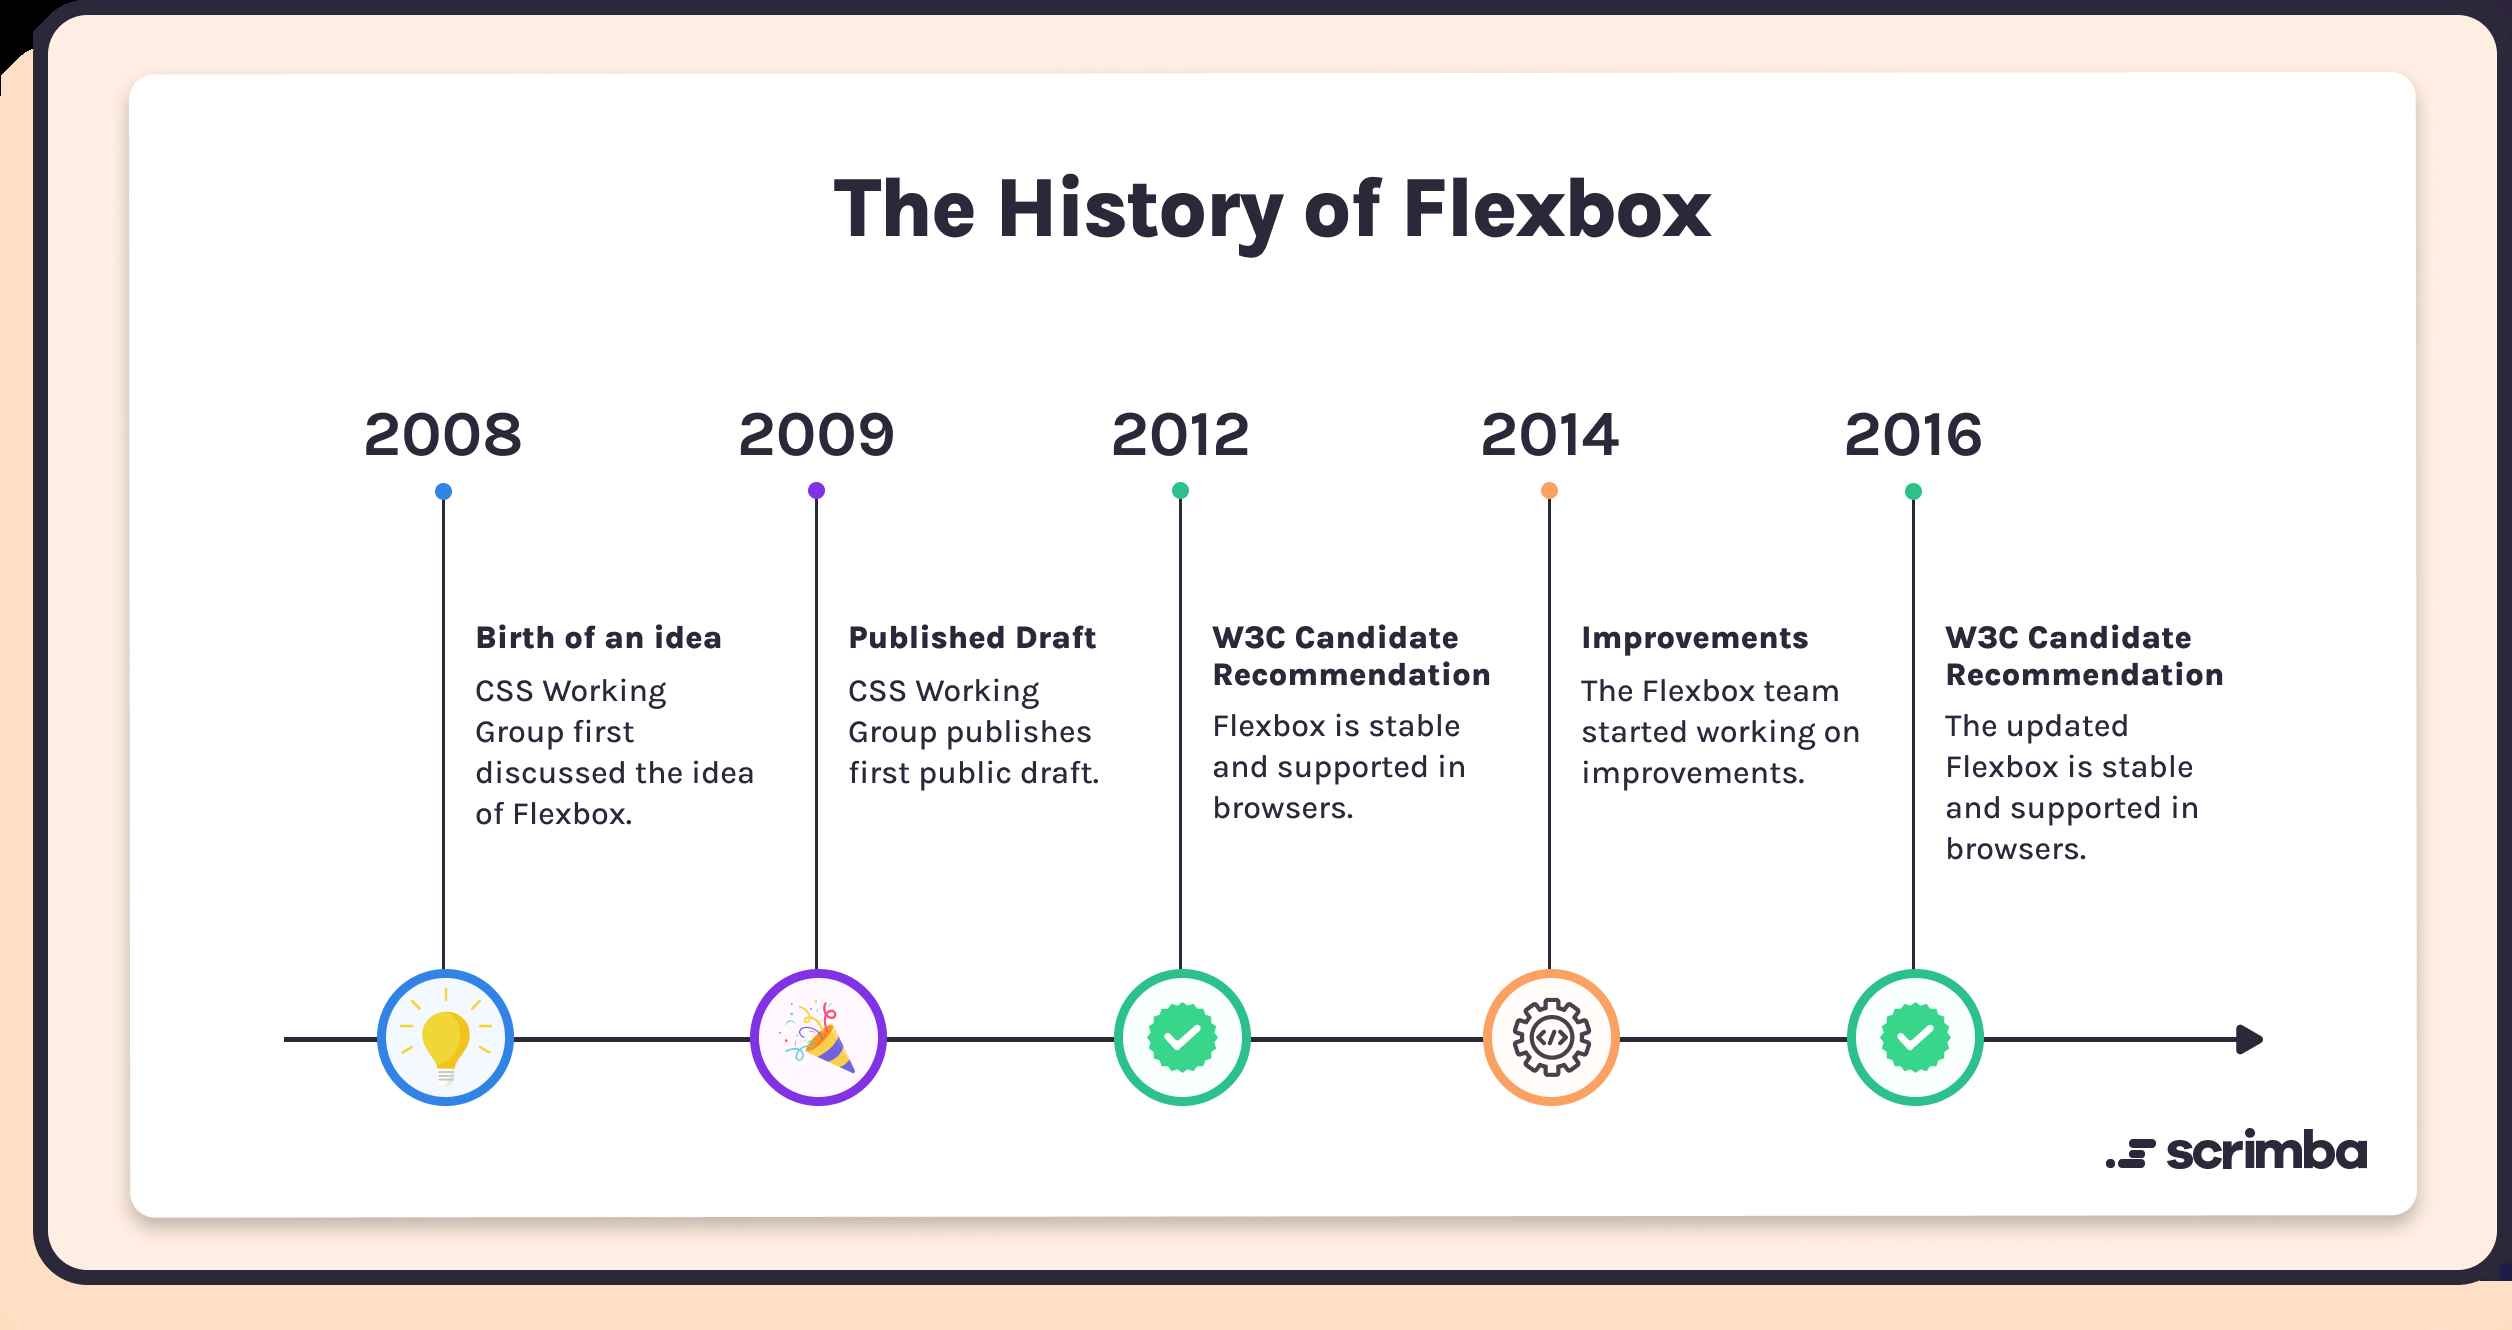 The History of Flexbox
2008
2009
2012
2014
2016
Birth of an idea
CSS Working
Group first
discussed the idea
of Flexbox.
Published Draft
CSS Working
Group publishes
first public draft.
W3C Candidate
Recommendation
Flexbox is stable
and supported in
browsers.
Improvements
The Flexbox team
started working on
improvements.
W3C Candidate
Recommendation
The updated
Flexbox is stable
and supported in
browsers.
</>
scrimba